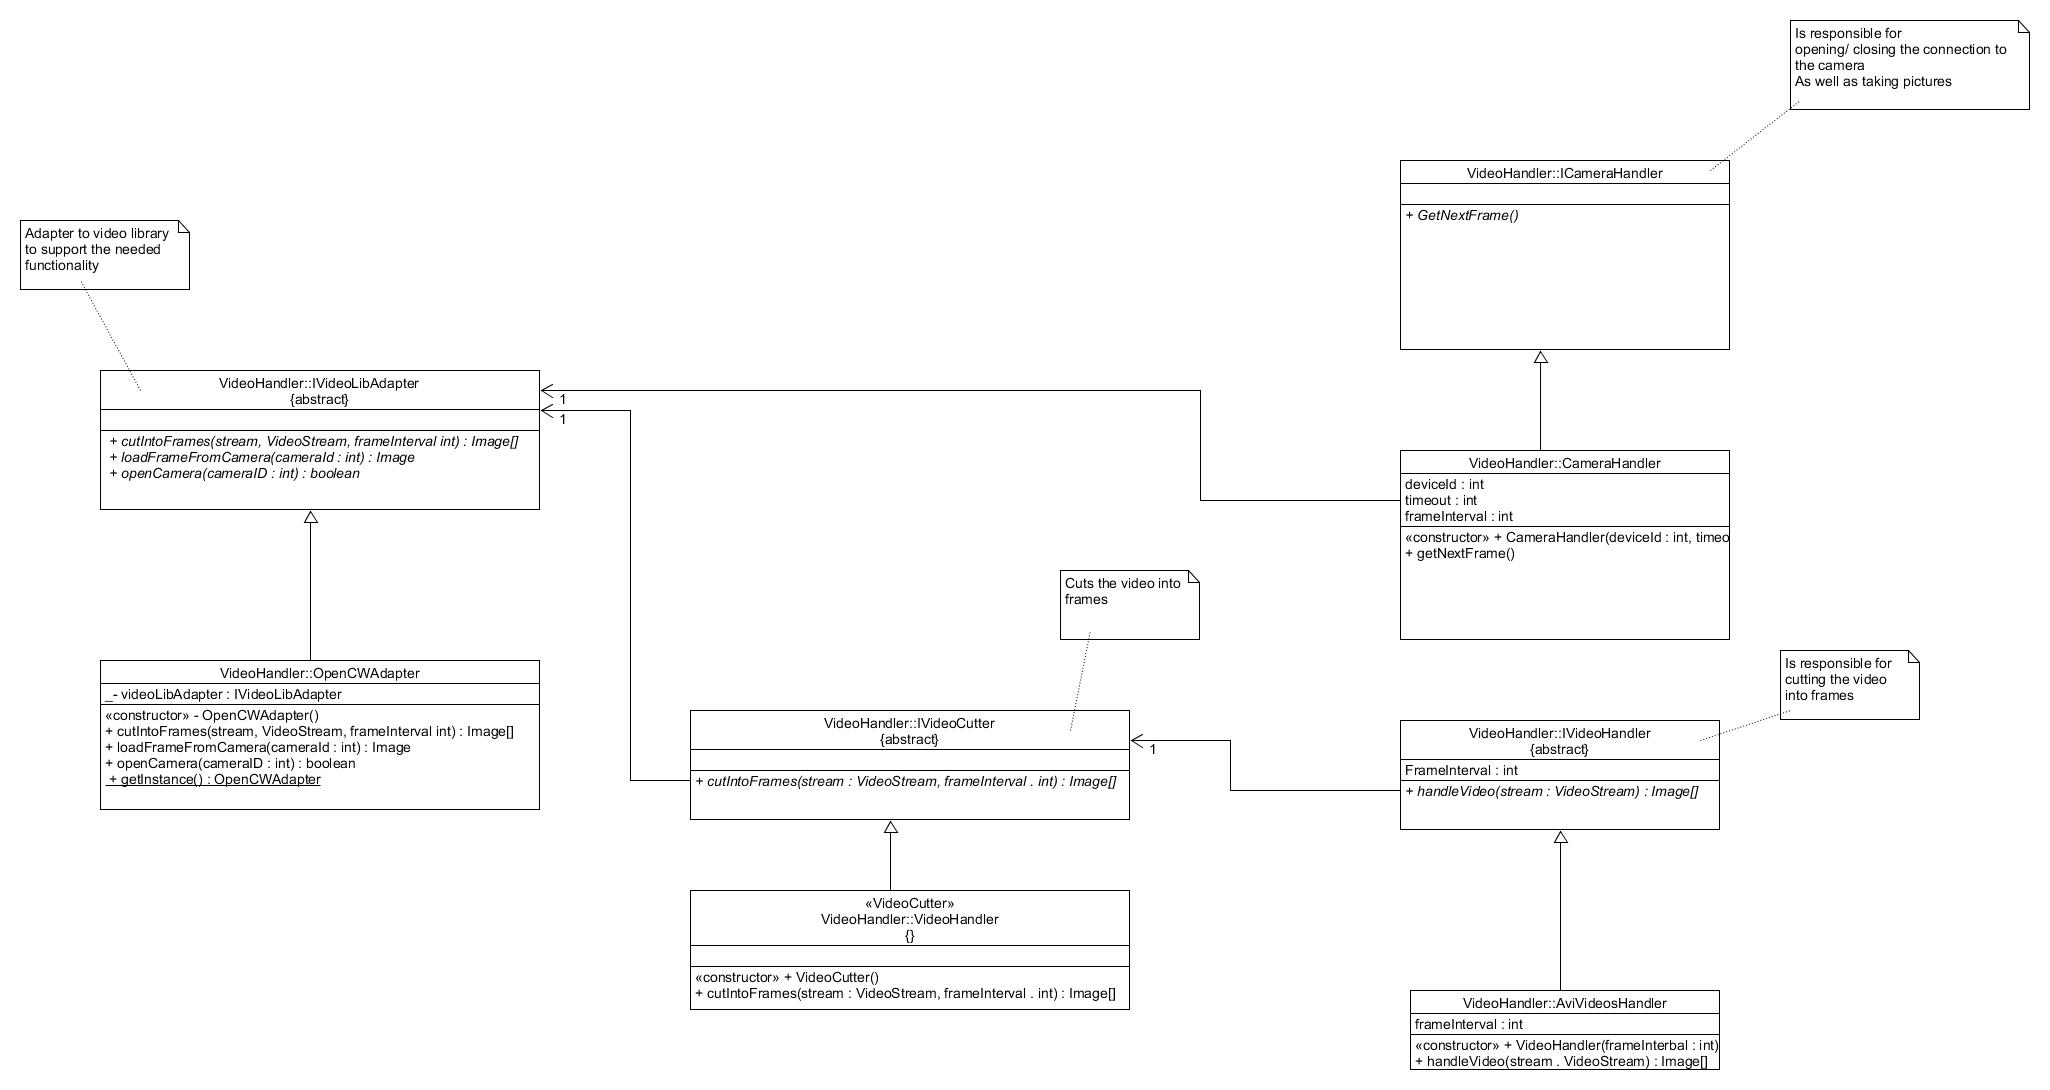 Is responsible for
opening/ closing the connection to
the camera
As well as taking pictures
VideoHandler::ICameraHandler
+ GetNextFrame()
Adapter to video library
to support the needed
functionality
VideoHandler::IVideoLibAdapter
{abstract}
+ cutIntoFrames(stream, VideoStream, frameInterval int) : Image[]
+ loadFrameFromCamera(cameraId : int) : Image
+ openCamera(cameraID : int) : boolean
1
1
VideoHandler::CameraHandler
deviceId : int
timeout : int
frameInterval : int
«constructor» + CameraHandler(deviceId : int, timeo
+ getNextFrame()
Cuts the video into
frames
VideoHandler::OpenCWAdapter
_- videoLibAdapter : IVideoLibAdapter
«constructor» - OpenCWAdapter()
+ cutIntoFrames(stream, VideoStream, frameInterval int) : Image[]
+ loadFrameFromCamera(cameraId : int) : Image
+ openCamera(cameraID : int) : boolean
+ getInstance() : OpenCWAdapter
VideoHandler::IVideoCutter
{abstract}
+ cutIntoFrames(stream : VideoStream, frameInterval . int) : Image[]
1
Is responsible for
cutting the video
into frames
VideoHandler::IVideoHandler
{abstract}
FrameInterval : int
+ handleVideo(stream : VideoStream) : Image[]
«VideoCutter»
VideoHandler::VideoHandler
{}
«constructor» + VideoCutter()
+ cutIntoFrames(stream : VideoStream, frameInterval . int) : Image[]
VideoHandler::AviVideosHandler
frameInterval : int
«constructor» + VideoHandler(frameInterbal : int)
+ handleVideo(stream . VideoStream) : Image[]